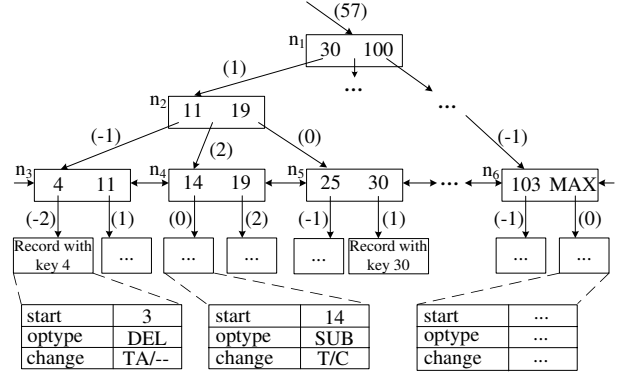 (57)
n1
30 100
(1)
...
n2
11 19
...
(-1) (2) (0) (-1)
n3 n4 n5 n6
4 11 14 19 25 30 ... 103 MAX
(-2) (1) (0) (2) (-1) (1) (-1) (0)
Record with key 4
...
...
...
...
Record with key 30
...
...
start 3
optype DEL
change TA/--
start 14
optype SUB
change T/C
start ...
optype ...
change ...